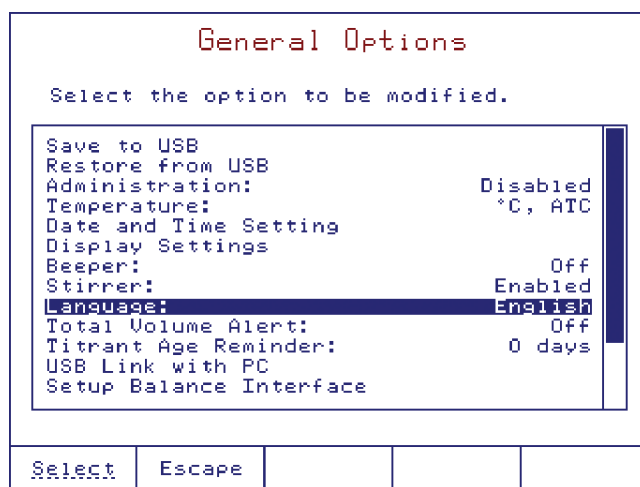 General Options
Select the option to be modified.
Save to USB
Restore from USB
Administration: Disabled
Temperature: °C, ATC
Date and Time Setting
Display Settings
Beeper: Off
Stirrer: Enabled
Language: English
Total Volume Alert: Off
Titrant Age Reminder: 0 days
USB Link with PC
Setup Balance Interface
Select Escape